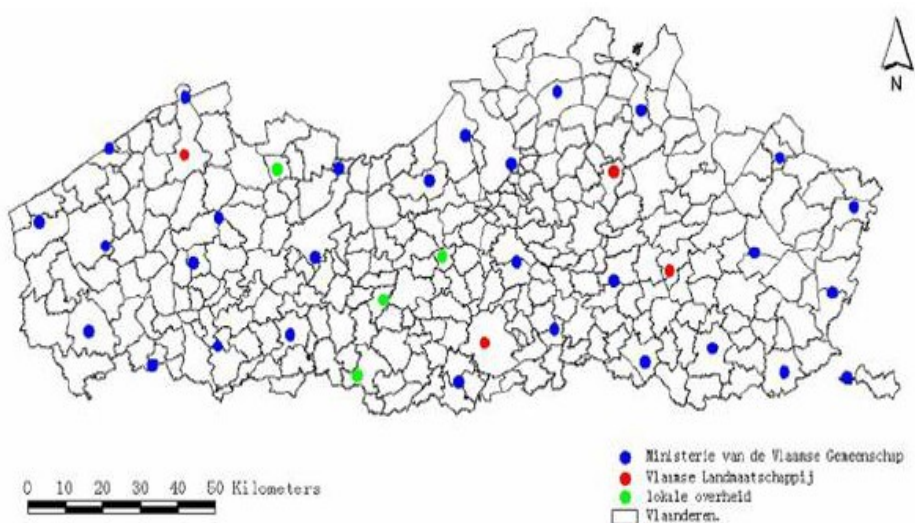 N
Ministerie van de Vlaamse Gemeenschap
Vlaamse Landmaatschappij
lokale overheid
Vlaanderen.
0 10 20 30 40 50 Kilometers